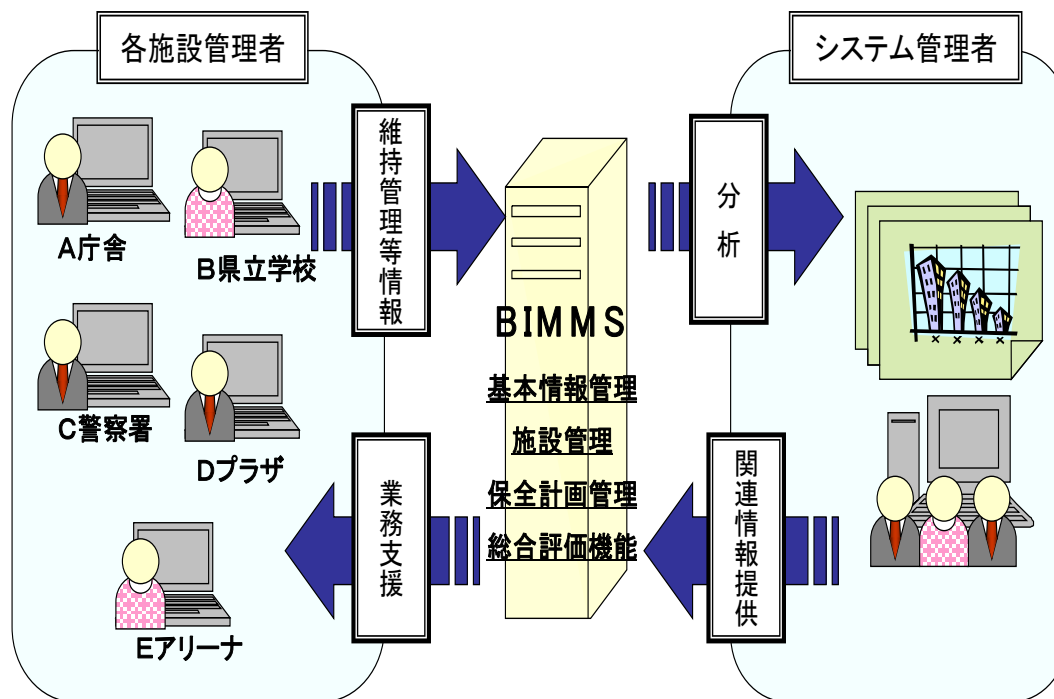 各施設管理者
システム管理者
A庁舎
B県立学校
C警察署
Dプラザ
Eアリーナ
維持管理等情報
業務支援
BIMMS
基本情報管理
施設管理
保全計画管理
総合評価機能
分析
関連情報提供